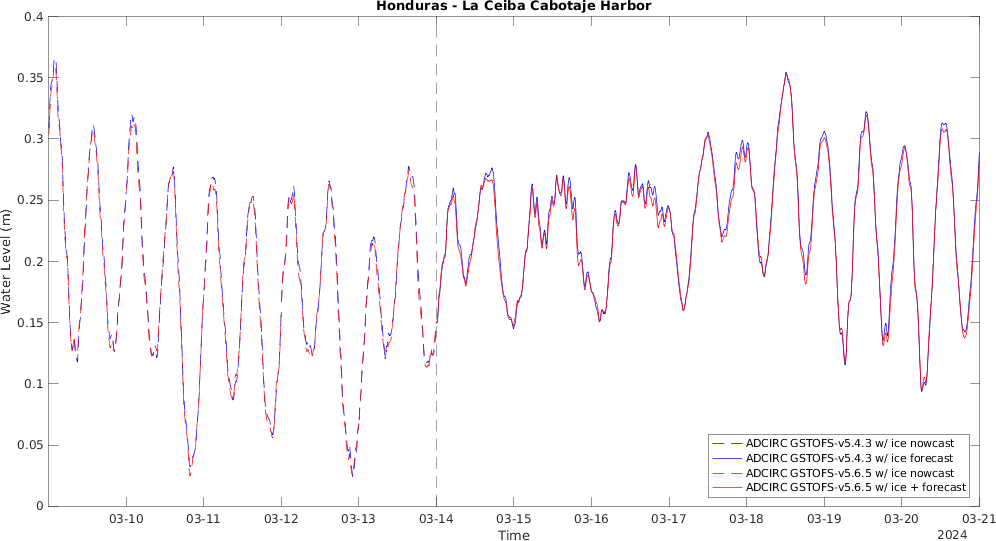 Honduras - La Ceiba Cabotaje Harbor
0.4
0.35
0.3
0.25
0.2
0.15
0.1
0.05
0
Water Level (m)
ADCIRC GSTOFS-v5.4.3 w/ ice nowcast
ADCIRC GSTOFS-v5.4.3 w/ ice forecast
ADCIRC GSTOFS-v5.6.5 w/ ice nowcast
ADCIRC GSTOFS-v5.6.5 w/ ice + forecast
03-10 03-11 03-12 03-13 03-14 03-15 03-16 03-17 03-18 03-19 03-20 03-21
Time
2024